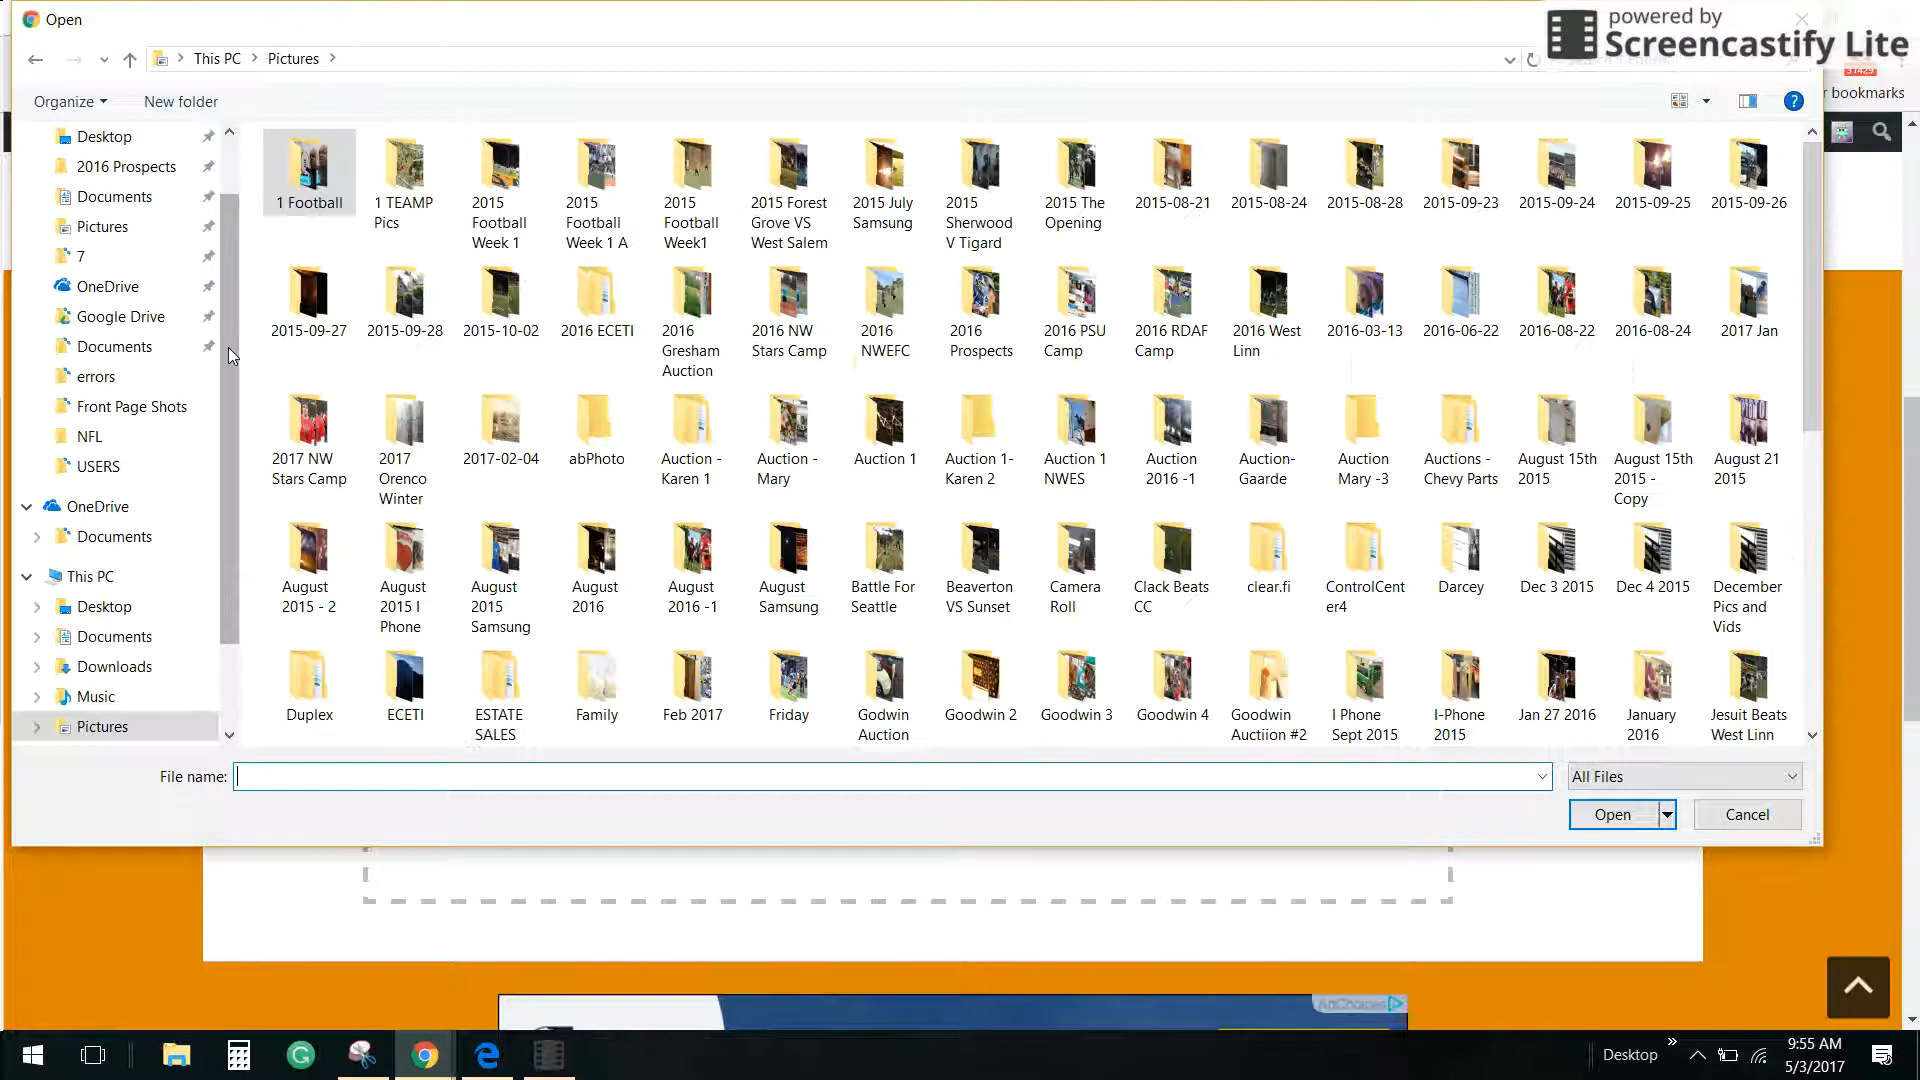 Open
powered by
Screencastify Lite
This PC
Pictures
31429
r bookmarks
Organize
New folder
Desktop
2016 Prospects
Documents
Pictures
7
OneDrive
Google Drive
Documents
errors
Front Page Shots
NFL
USERS
OneDrive
Documents
This PC
Desktop
Documents
Downloads
Music
Pictures
1 Football
1 TEAMP
Pics
2015
Football
Week 1
2015
Football
Week 1 A
2015
Football
Week1
2015 Forest
Grove VS
West Salem
2015 July
Samsung
2015
Sherwood
V Tigard
2015 The
Opening
2015-08-21
2015-08-24
2015-08-28
2015-09-23
2015-09-24
2015-09-25
2015-09-26
2015-09-27
2015-09-28
2015-10-02
2016 ECETI
2016
Gresham
Auction
2016 NW
Stars Camp
2016
NWEFC
2016
Prospects
2016 PSU
Camp
2016 RDAF
Camp
2016 West
Linn
2016-03-13
2016-06-22
2016-08-22
2016-08-24
2017 Jan
2017 NW
Stars Camp
2017
Orenco
Winter
2017-02-04
abPhoto
Auction -
Karen 1
Auction -
Mary
Auction 1
Auction 1-
Karen 2
Auction 1
NWES
Auction
2016 -1
Auction-
Gaarde
Auction
Mary -3
Auctions -
Chevy Parts
August 15th
2015
August 15th
2015 -
Copy
August 21
2015
August
2015 - 2
August
2015 I
Phone
August
2015
Samsung
August
2016
August
2016 -1
August
Samsung
Battle For
Seattle
Beaverton
VS Sunset
Camera
Roll
Clack Beats
CC
clear.fi
ControlCent
er4
Darcey
Dec 3 2015
Dec 4 2015
December
Pics and
Vids
Duplex
ECETI
ESTATE
SALES
Family
Feb 2017
Friday
Godwin
Auction
Goodwin 2
Goodwin 3
Goodwin 4
Goodwin
Auctiion #2
I Phone
Sept 2015
I-Phone
2015
Jan 27 2016
January
2016
Jesuit Beats
West Linn
File name:
All Files
Open
Cancel
AdChoices
Desktop
9:55 AM
5/3/2017